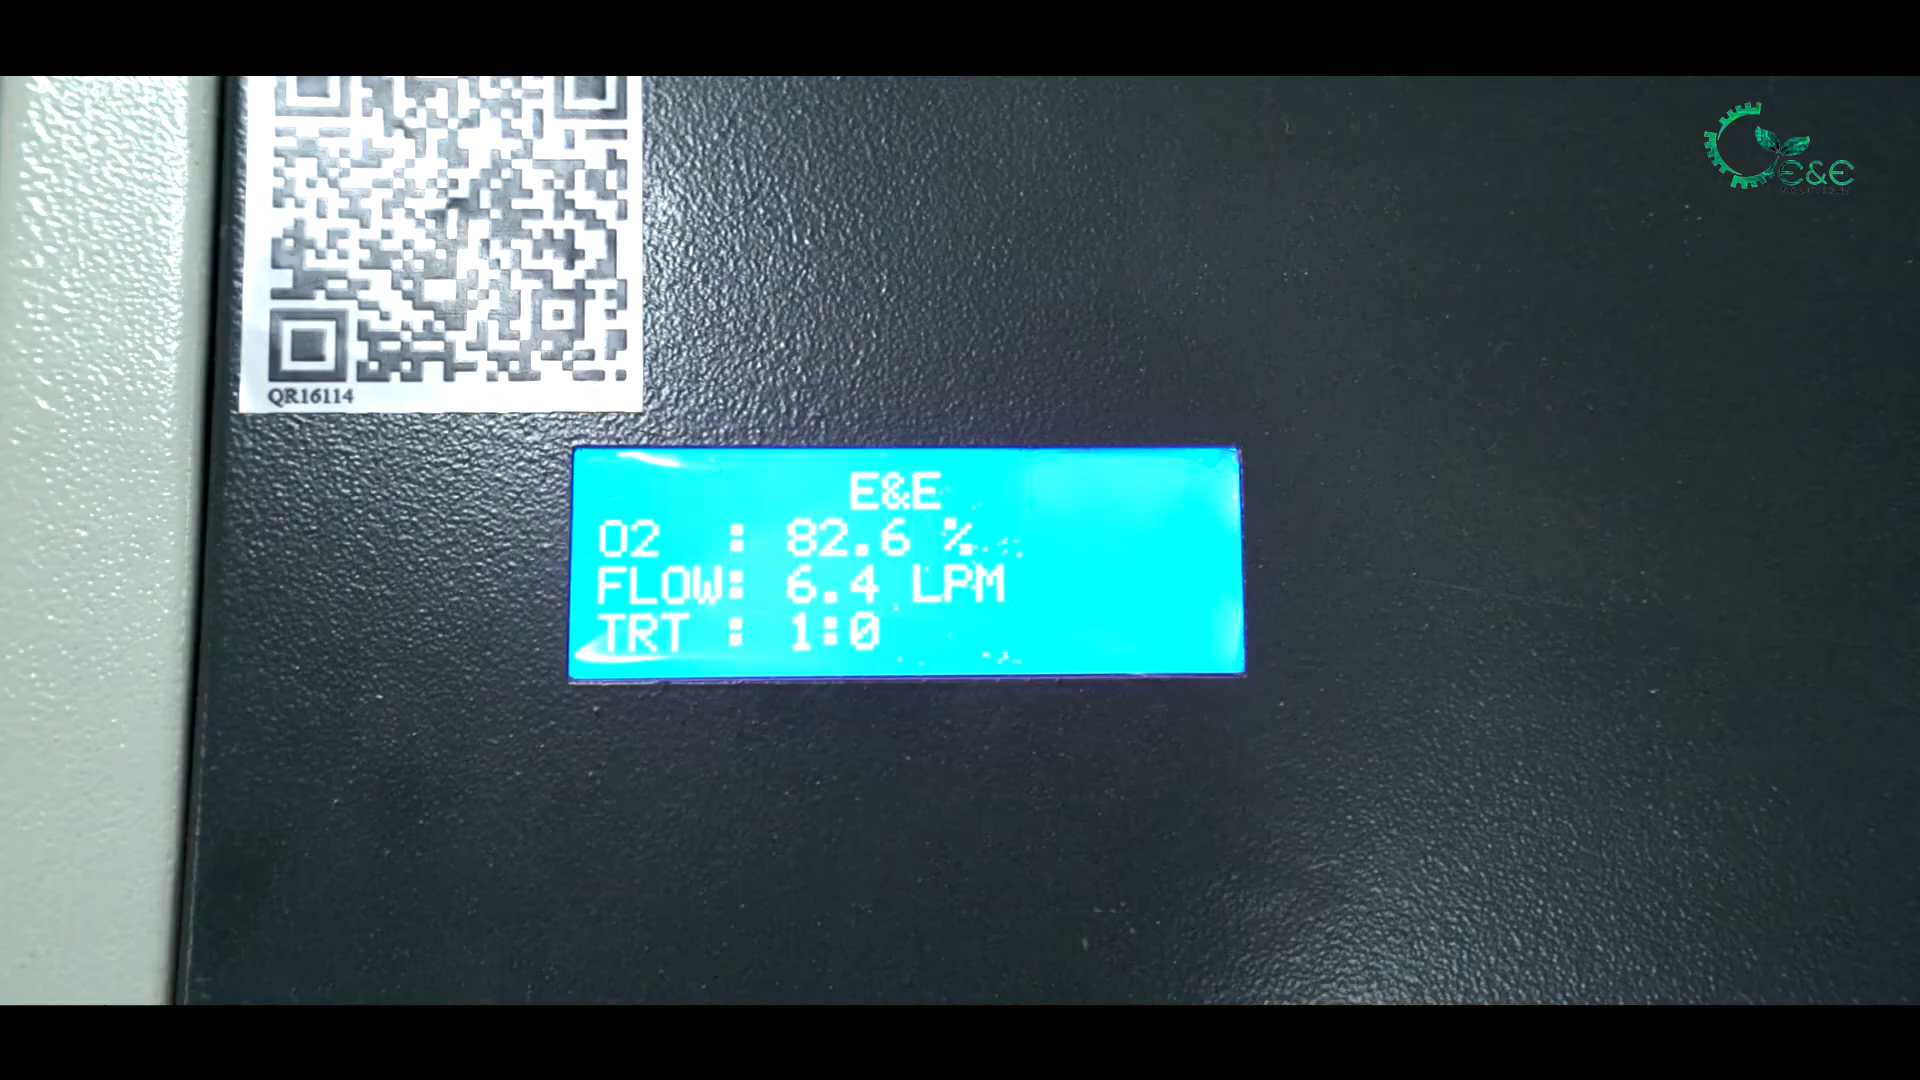 E&E
QR16114
E&E
O2 : 82.6 %
FLOW: 6.4 LPM
TRT : 1:0